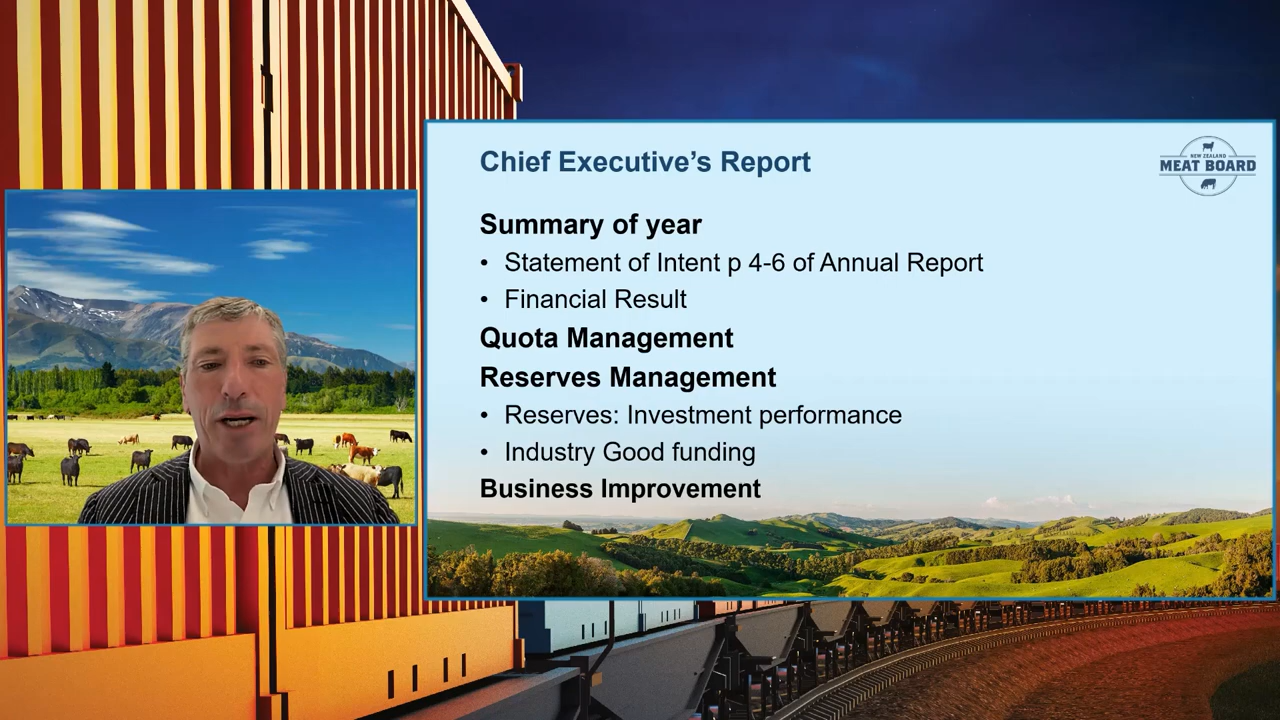 Chief Executive’s Report
NEW ZEALAND
MEAT BOARD
Summary of year
• Statement of Intent p 4-6 of Annual Report
• Financial Result
Quota Management
Reserves Management
• Reserves: Investment performance
• Industry Good funding
Business Improvement